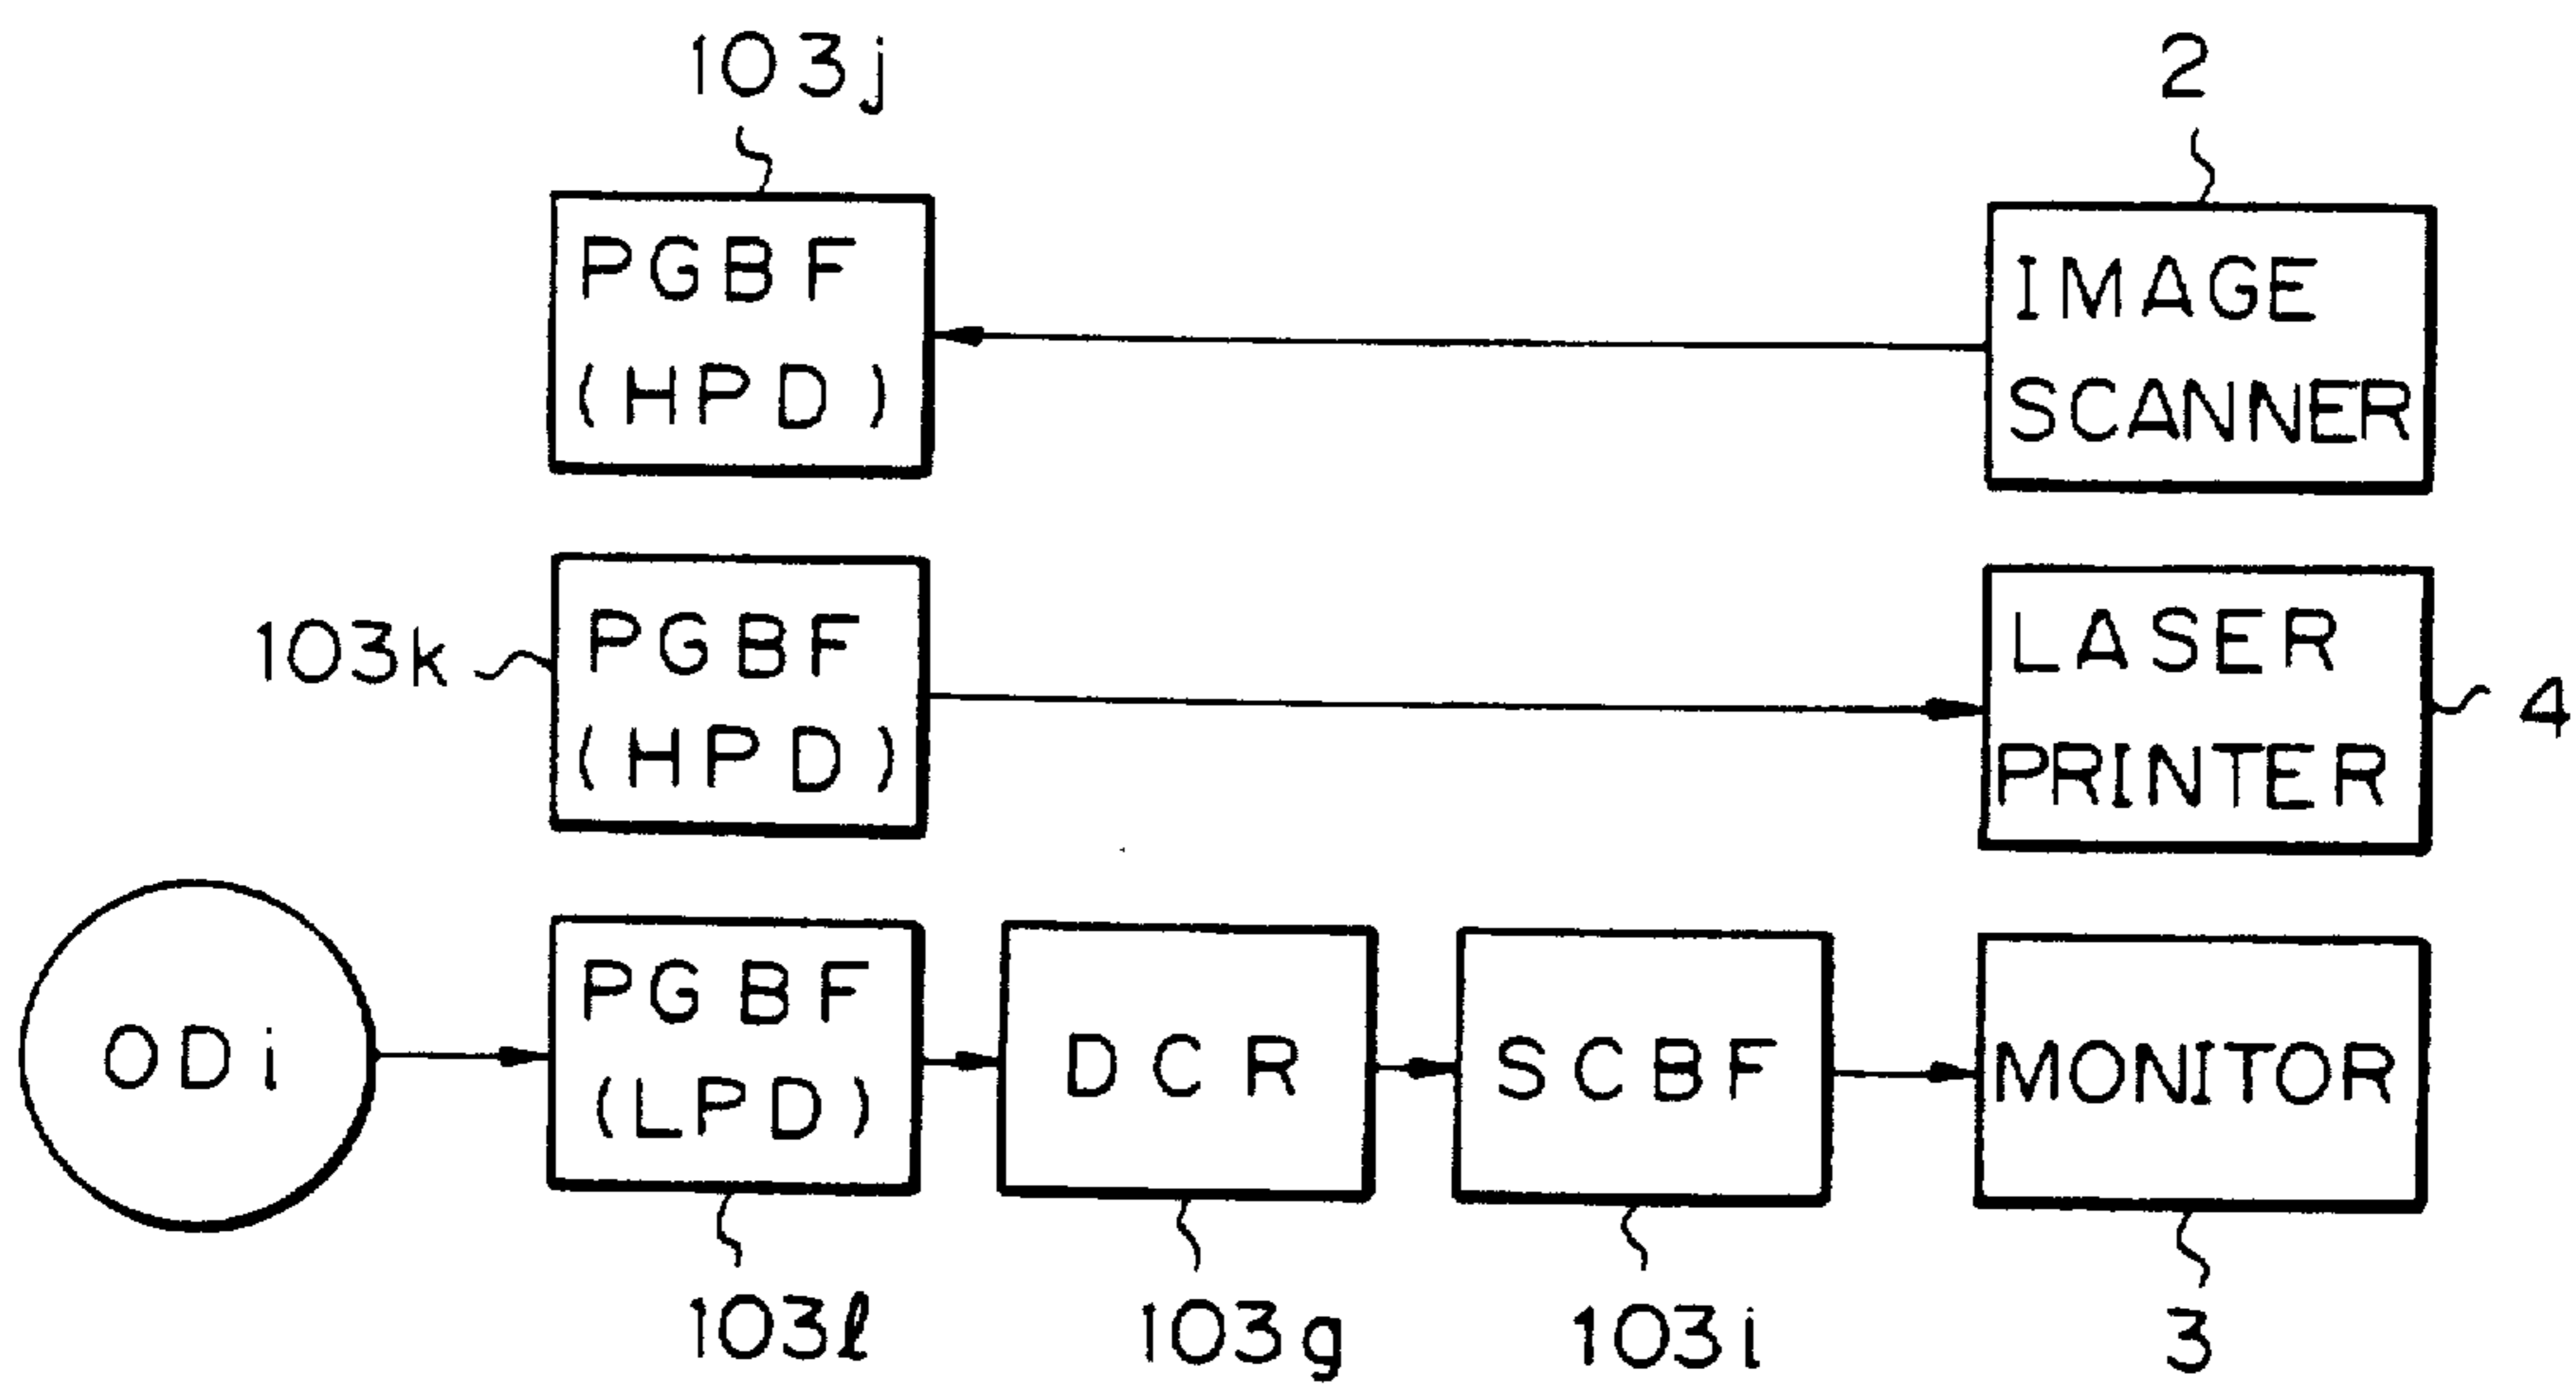 103j
2
PGBF
(HPD)
IMAGE
SCANNER
103k
PGBF
(HPD)
LASER
PRINTER
4
ODi
PGBF
(LPD)
DCR
SCBF
MONITOR
103ℓ
103g
103i
3